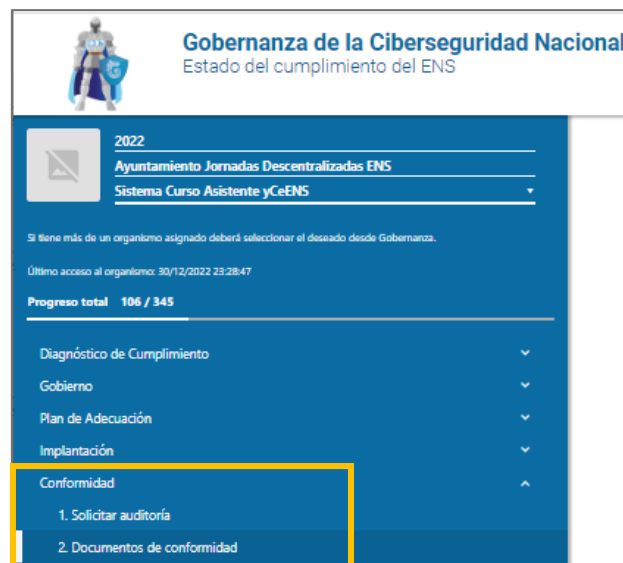 Gobernanza de la Ciberseguridad Nacional
Estado del cumplimiento del ENS
2022
Ayuntamiento Jornadas Descentralizadas ENS
Sistema Curso Asistente yCeENS
Si tiene más de un organismo asignado deberá seleccionar el deseado desde Gobernanza.
Último acceso al organismo: 30/12/2022 23:28:47
Progreso total 106 / 345
Diagnóstico de Cumplimiento
Gobierno
Plan de Adecuación
Implantación
Conformidad
1. Solicitar auditoría
2. Documentos de conformidad